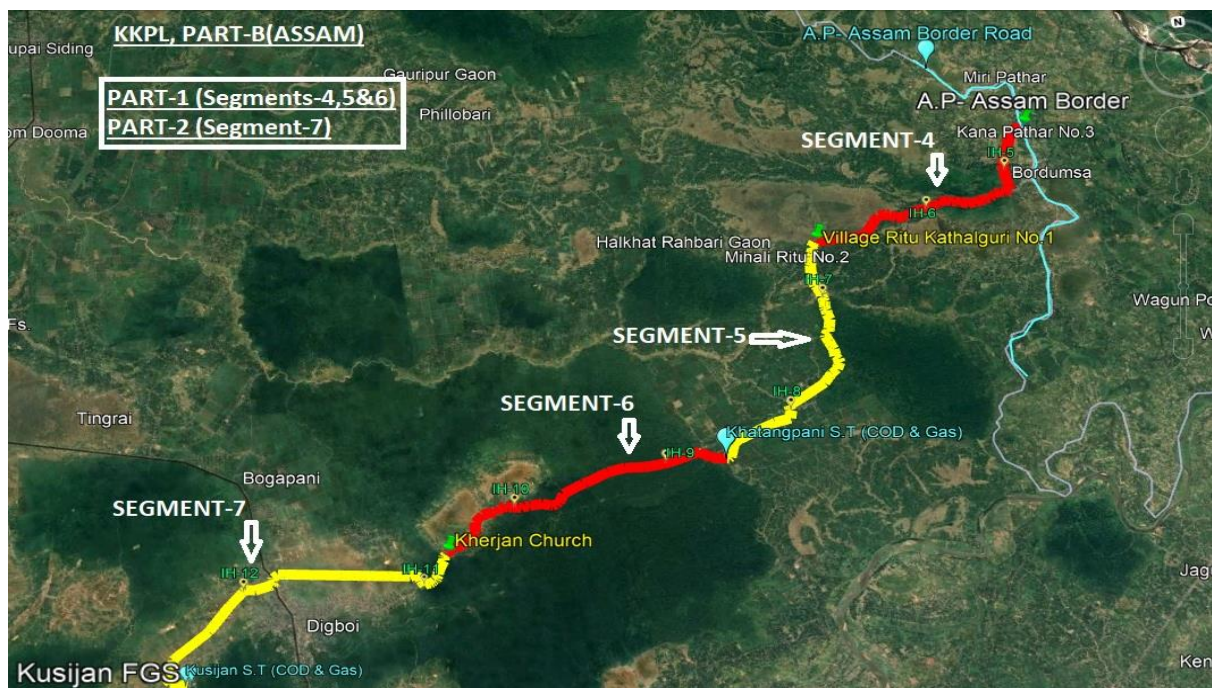 KKPL, PART-B(ASSAM)
upai Siding
A.P- Assam Border Road
Gauripur Gaon
Miri Pathar
PART-1 (Segments-4,5&6)
A.P- Assam Border
Phillobari
PART-2 (Segment-7)
om Dooma
Kana Pathar No.3
SEGMENT-4
IH-5
Bordumsa
IH-6
Village Ritu Kathalguri No.1
Halkhat Rahbari Gaon
Mihali Ritu No.2
IH-7
Wagun Po
Fs.
SEGMENT-5
W
IH-8
SEGMENT-6
Tingrai
Khatangpani S.T (COD & Gas)
IH-9
Bogapani
IH-10
SEGMENT-7
Kherjan Church
IH-11
IH-12
Jagu
Digboi
Kusijan FGS
Kusijan S.T (COD & Gas)
Ken
N